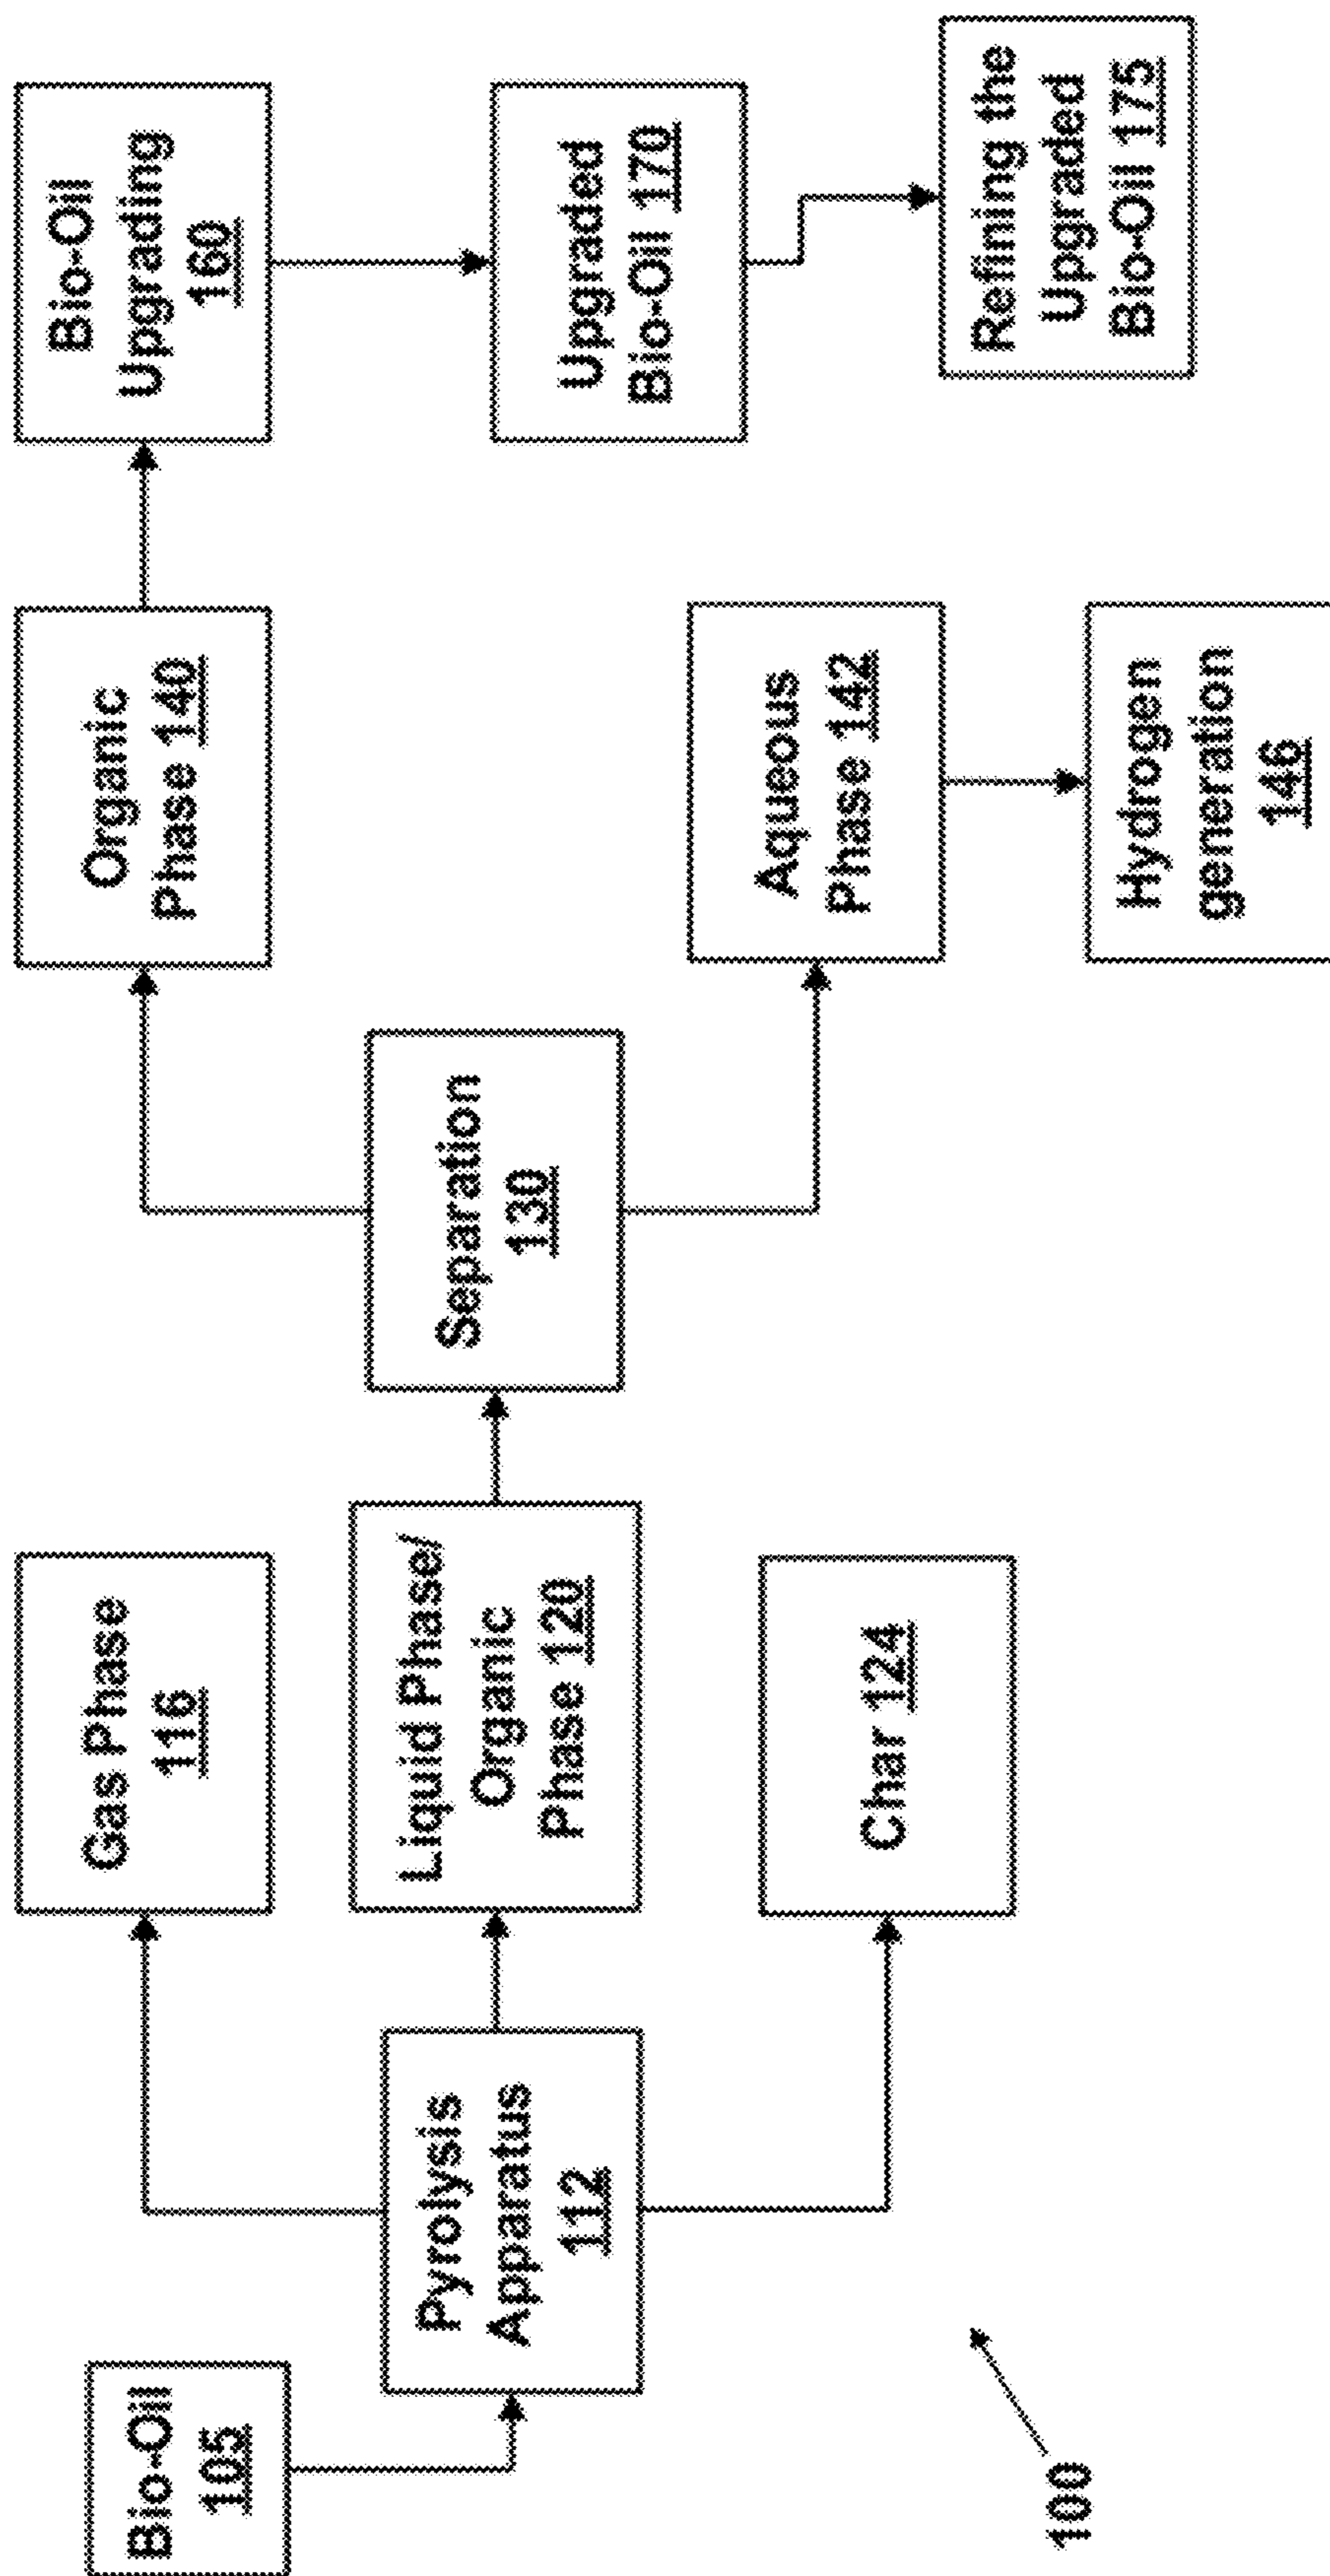 Bio-Oil
105
Pyrolysis
Apparatus
112
Gas Phase
116
Liquid Phase/
Organic
Phase 120
Char 124
Separation
130
Organic
Phase 140
Aqueous
Phase 142
Hydrogen
generation
146
Bio-Oil
Upgrading
160
Upgraded
Bio-Oil 170
Refining the
Upgraded
Bio-Oil 175
100